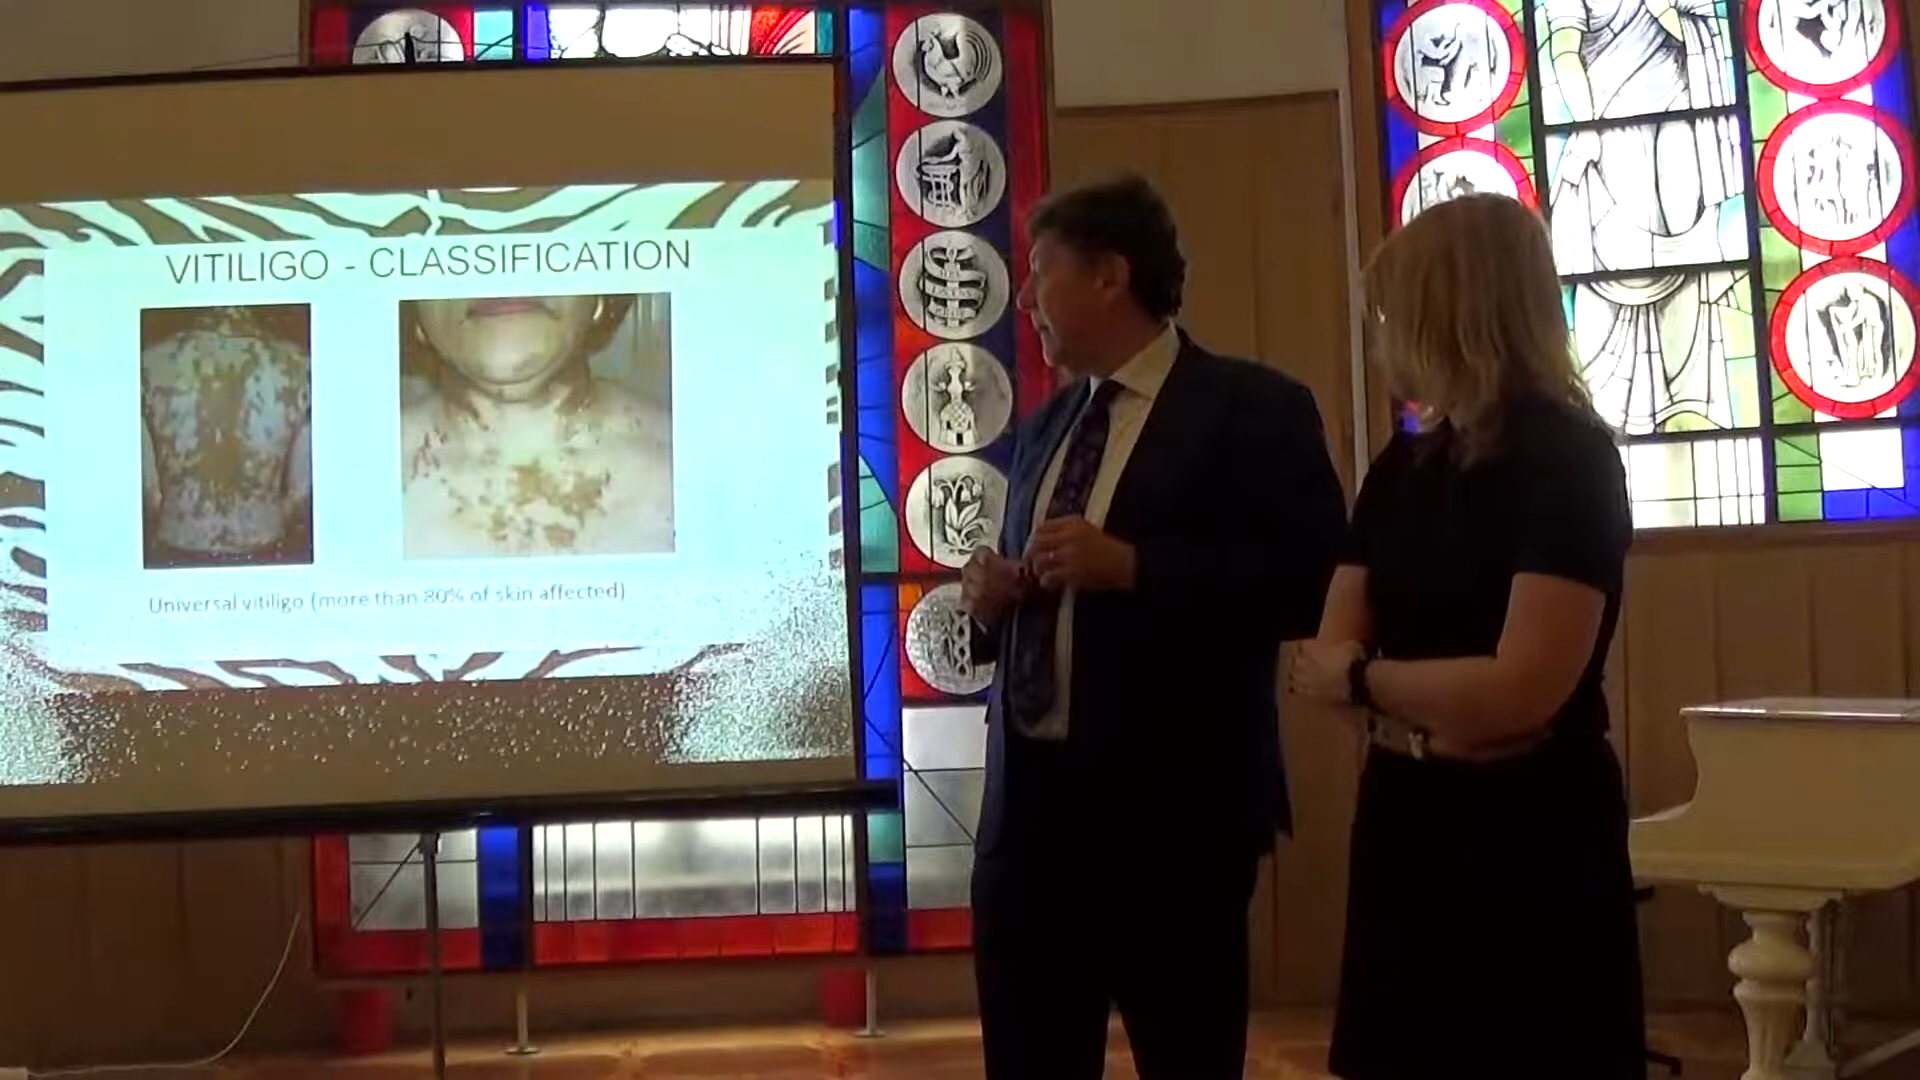 VITILIGO - CLASSIFICATION
Universal vitiligo (more than 80% of skin affected)